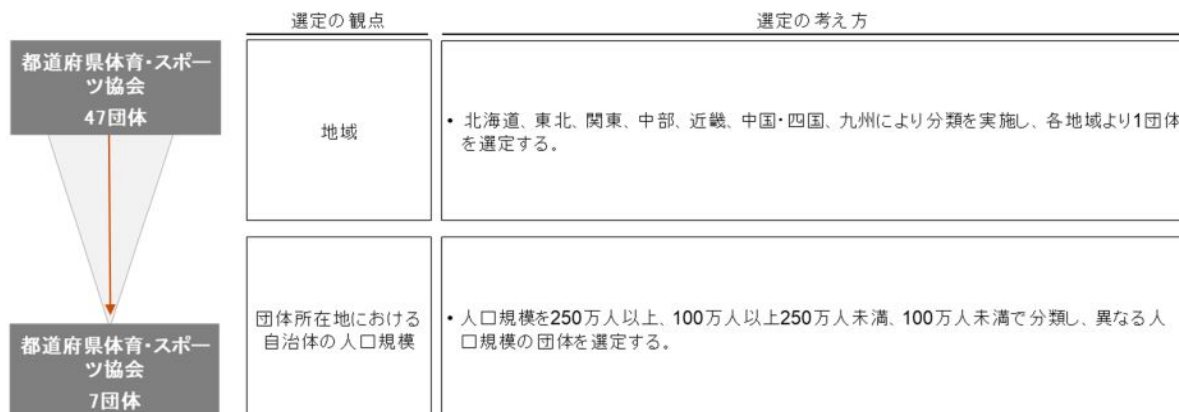 選定の観点
選定の考え方
都道府県体育・スポー
ツ協会
47団体
地域
• 北海道、東北、関東、中部、近畿、中国・四国、九州により分類を実施し、各地域より1団体
を選定する。
団体所在地における
自治体の人口規模
• 人口規模を250万人以上、100万人以上250万人未満、100万人未満で分類し、異なる人
口規模の団体を選定する。
都道府県体育・スポー
ツ協会
7団体